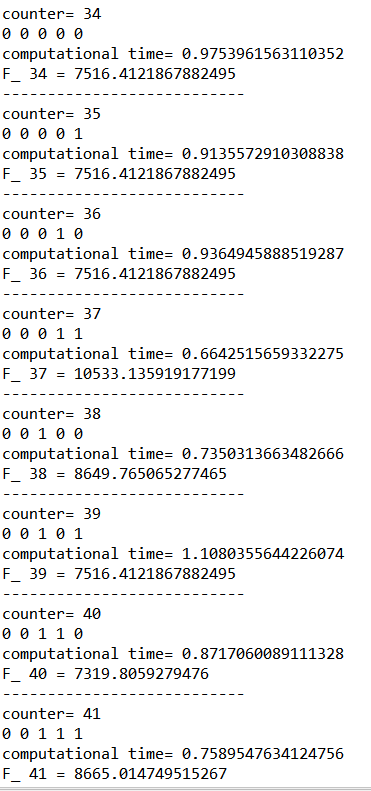 counter= 34
0 0 0 0 0
computational time= 0.9753961563110352
F_ 34 = 7516.4121867882495
---------------------------
counter= 35
0 0 0 0 1
computational time= 0.9135572910308838
F_ 35 = 7516.4121867882495
---------------------------
counter= 36
0 0 0 1 0
computational time= 0.9364945888519287
F_ 36 = 7516.4121867882495
---------------------------
counter= 37
0 0 0 1 1
computational time= 0.6642515659332275
F_ 37 = 10533.135919177199
---------------------------
counter= 38
0 0 1 0 0
computational time= 0.7350313663482666
F_ 38 = 8649.765065277465
---------------------------
counter= 39
0 0 1 0 1
computational time= 1.1080355644226074
F_ 39 = 7516.4121867882495
---------------------------
counter= 40
0 0 1 1 0
computational time= 0.8717060089111328
F_ 40 = 7319.8059279476
---------------------------
counter= 41
0 0 1 1 1
computational time= 0.7589547634124756
F_ 41 = 8665.014749515267